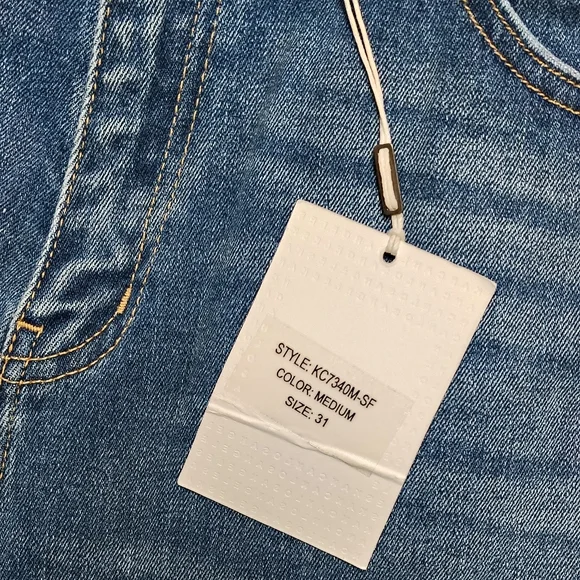 STYLE: KC7340M-SF
COLOR: MEDIUM
SIZE: 31